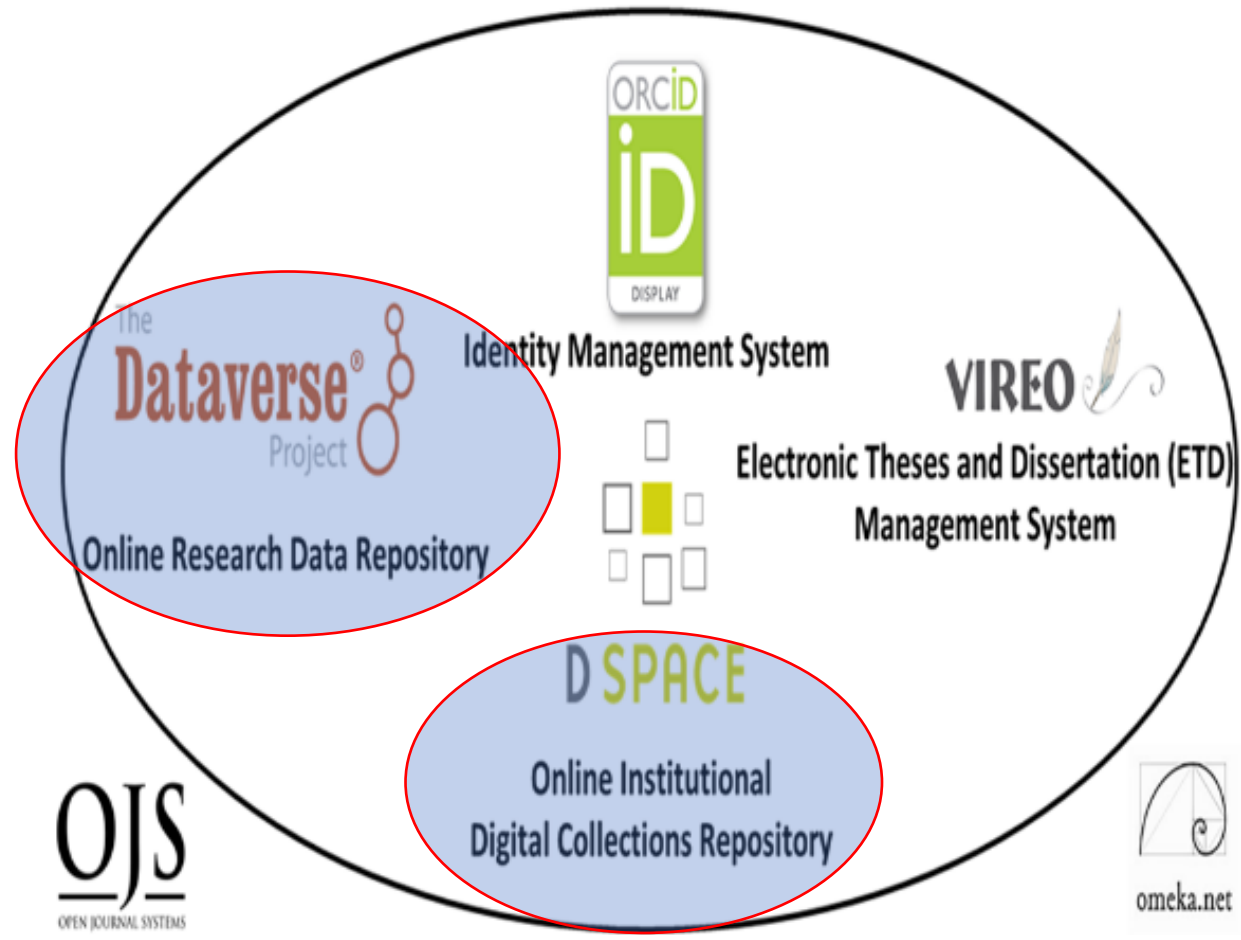 ORCiD
iD
DISPLAY
Identity Management System
The
Dataverse®
Project
Online Research Data Repository
VIREO
Electronic Theses and Dissertation (ETD)
Management System
D SPACE
Online Institutional
Digital Collections Repository
OJS
OPEN JOURNAL SYSTEMS
omeka.net